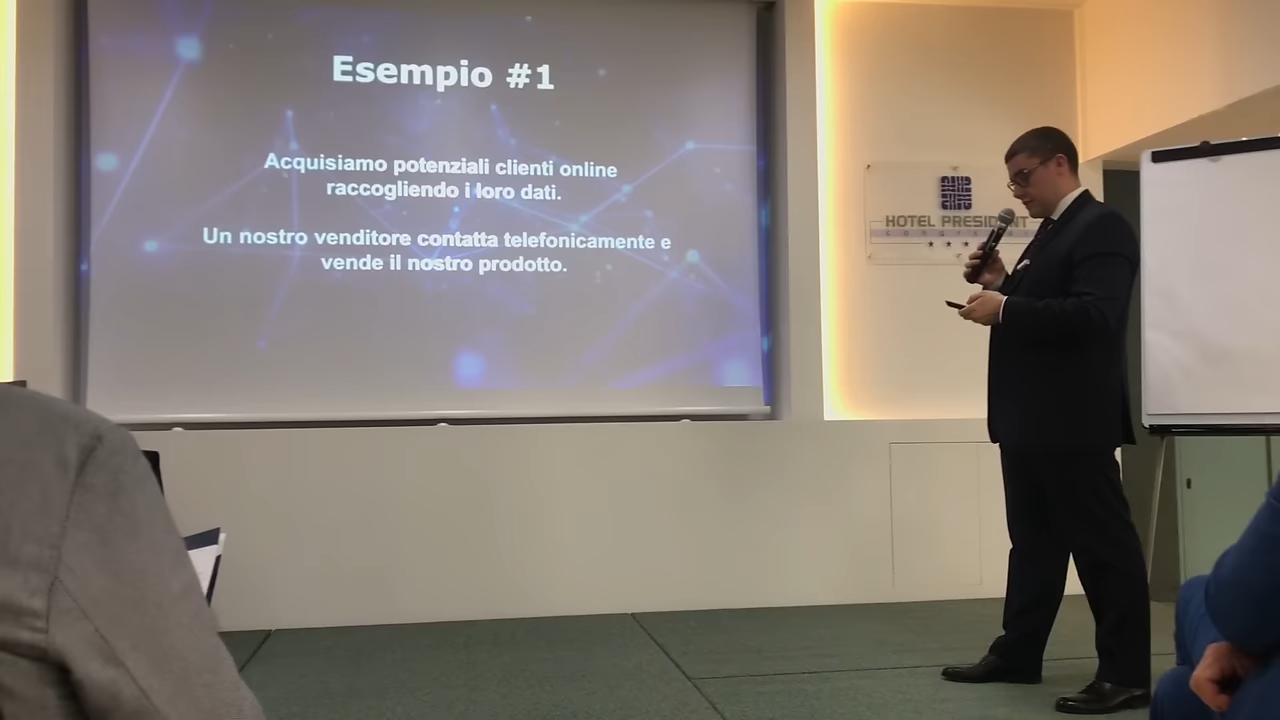 Esempio #1
Acquisiamo potenziali clienti online
raccogliendo i loro dati.
Un nostro venditore contatta telefonicamente e
vende il nostro prodotto.
HOTEL PRESIDENT